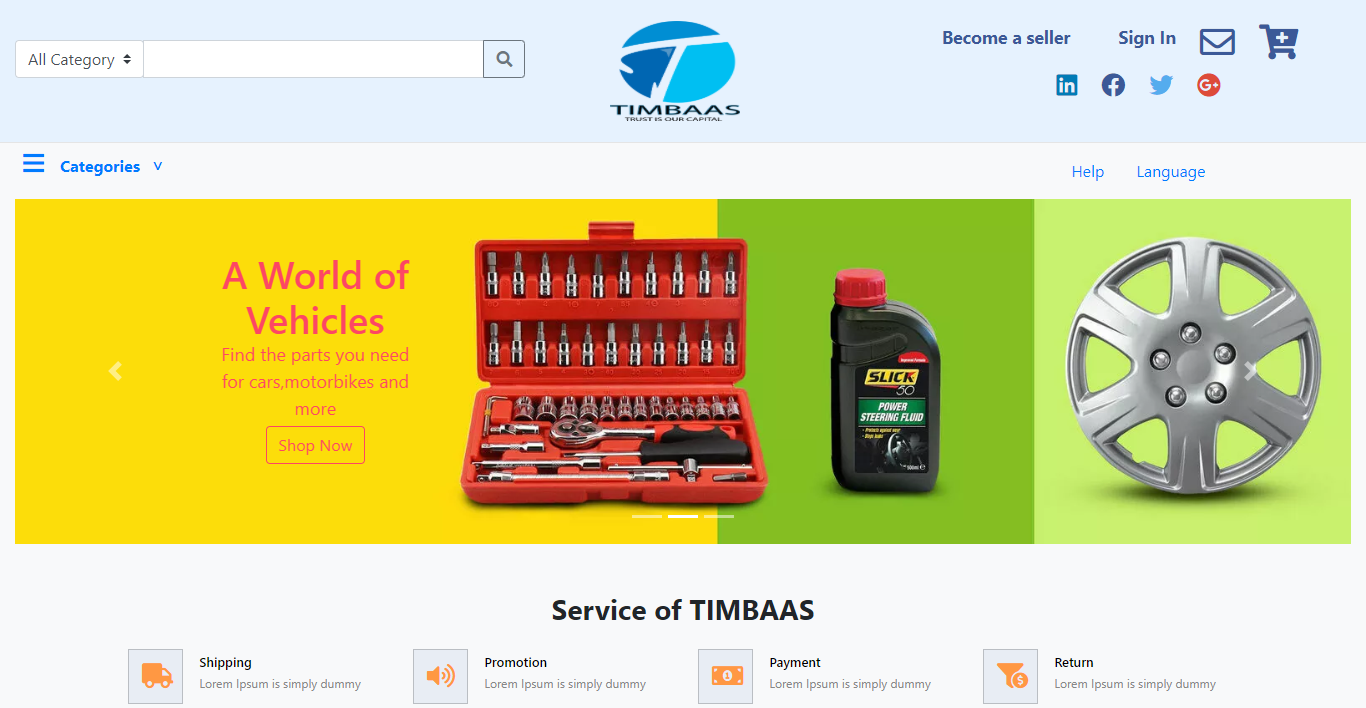 All Category
TIMBAAS
TRUST IS OUR CAPITAL
Become a seller
Sign In
Categories
Help
Language
A World of
Vehicles
Find the parts you need
for cars,motorbikes and
more
Shop Now
SLICK
50
POWER
STEERING FLUID
500ml
Service of TIMBAAS
Shipping
Lorem Ipsum is simply dummy
Promotion
Lorem Ipsum is simply dummy
Payment
Lorem Ipsum is simply dummy
Return
Lorem Ipsum is simply dummy